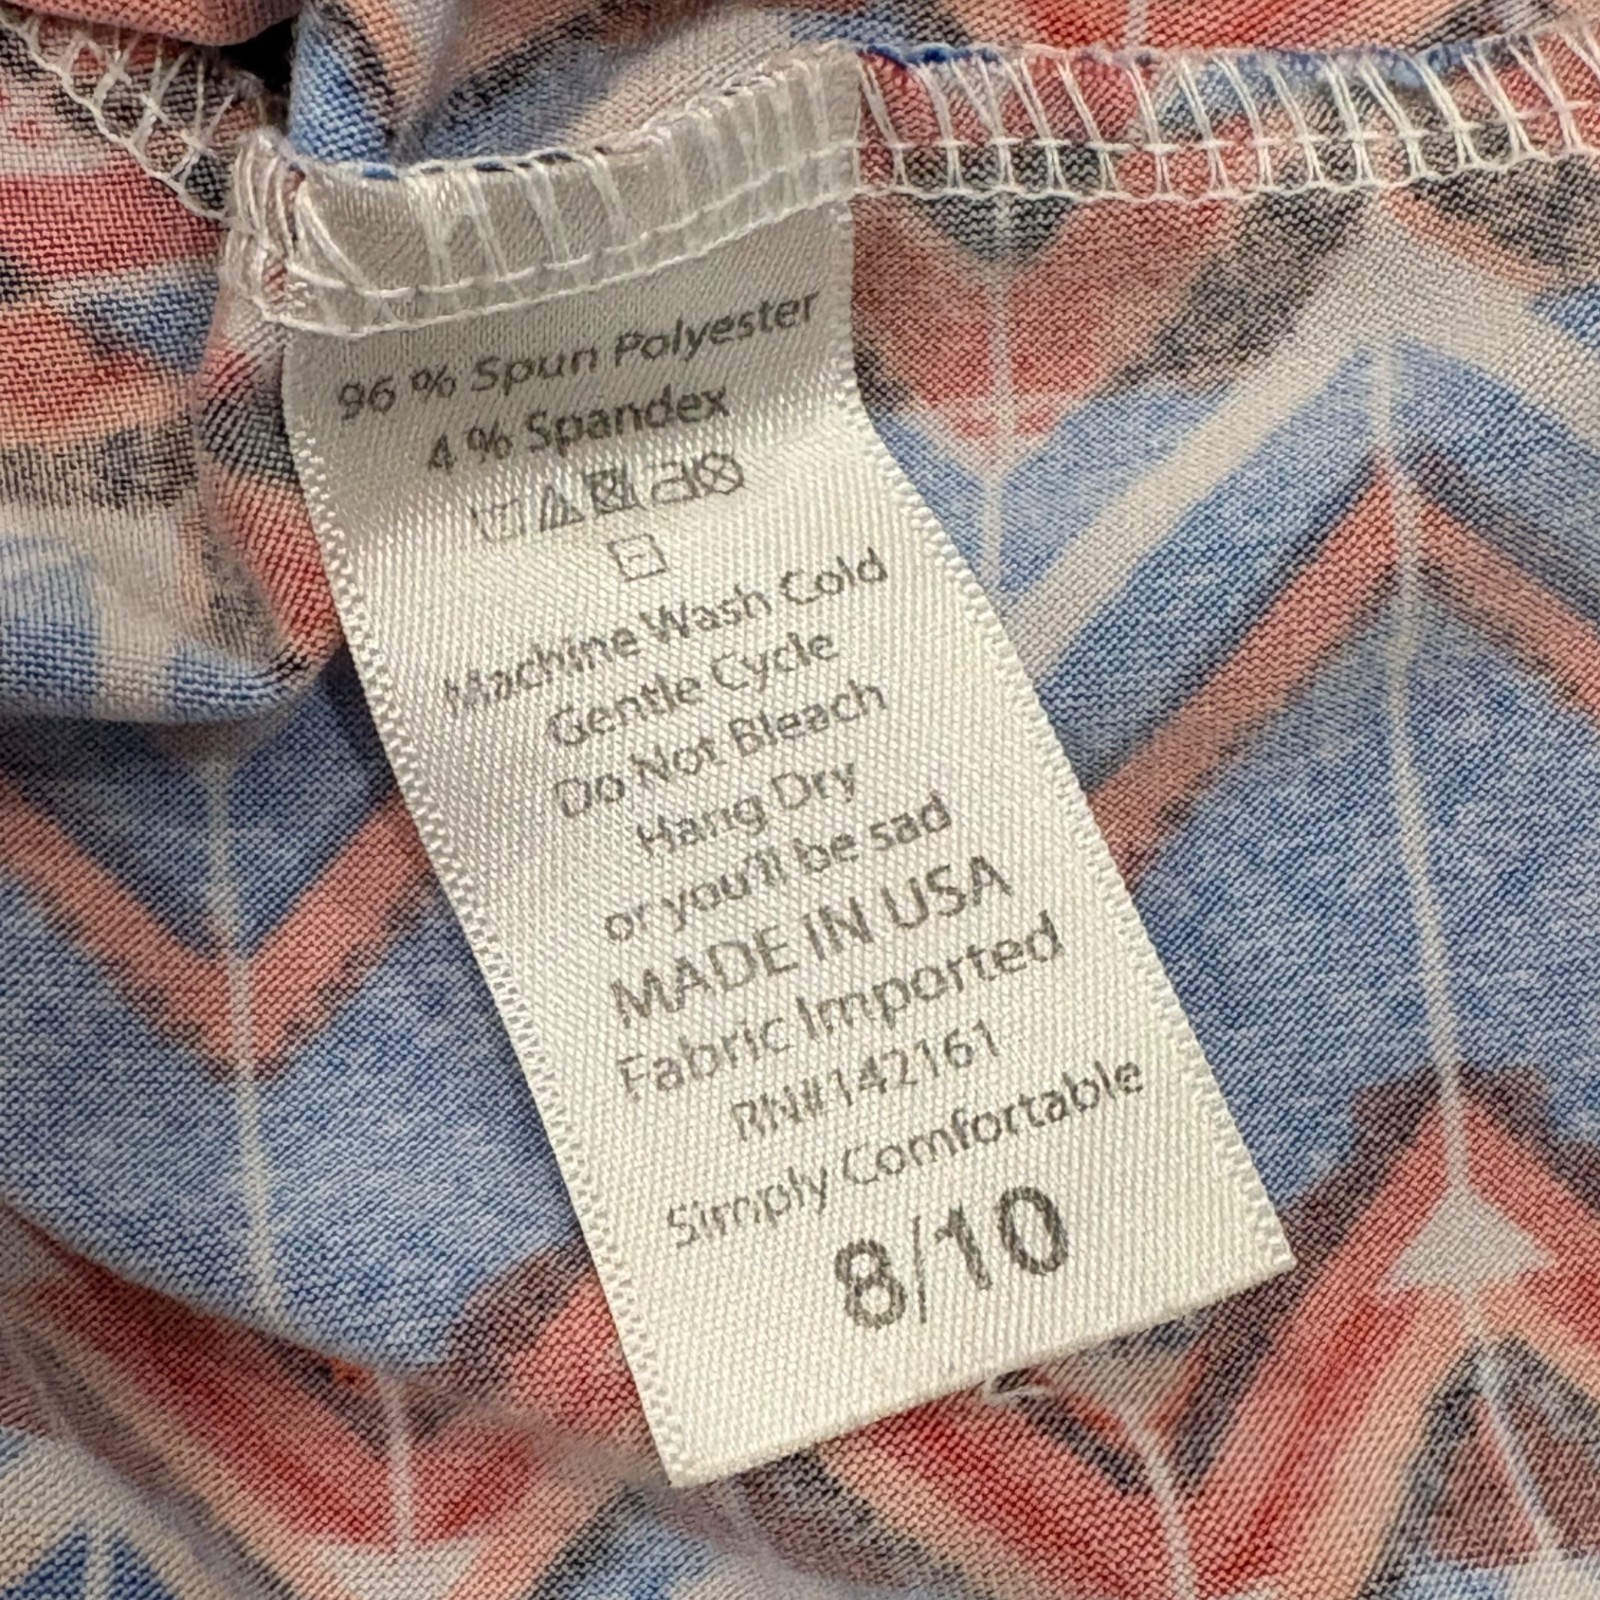 96 % Spun Polyester
4 % Spandex
Machine Wash Cold
Gentle Cycle
Do Not Bleach
Hang Dry
or you'll be sad
MADE IN USA
Fabric Imported
RN#142161
Simply Comfortable
8/10